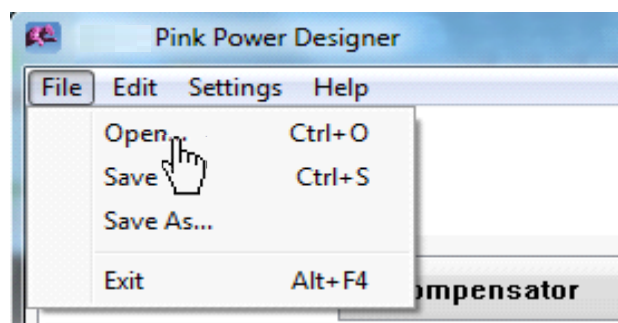 Pink Power Designer
File Edit Settings Help
Open... Ctrl+O
Save Ctrl+S
Save As...
Exit Alt+F4
ompensator